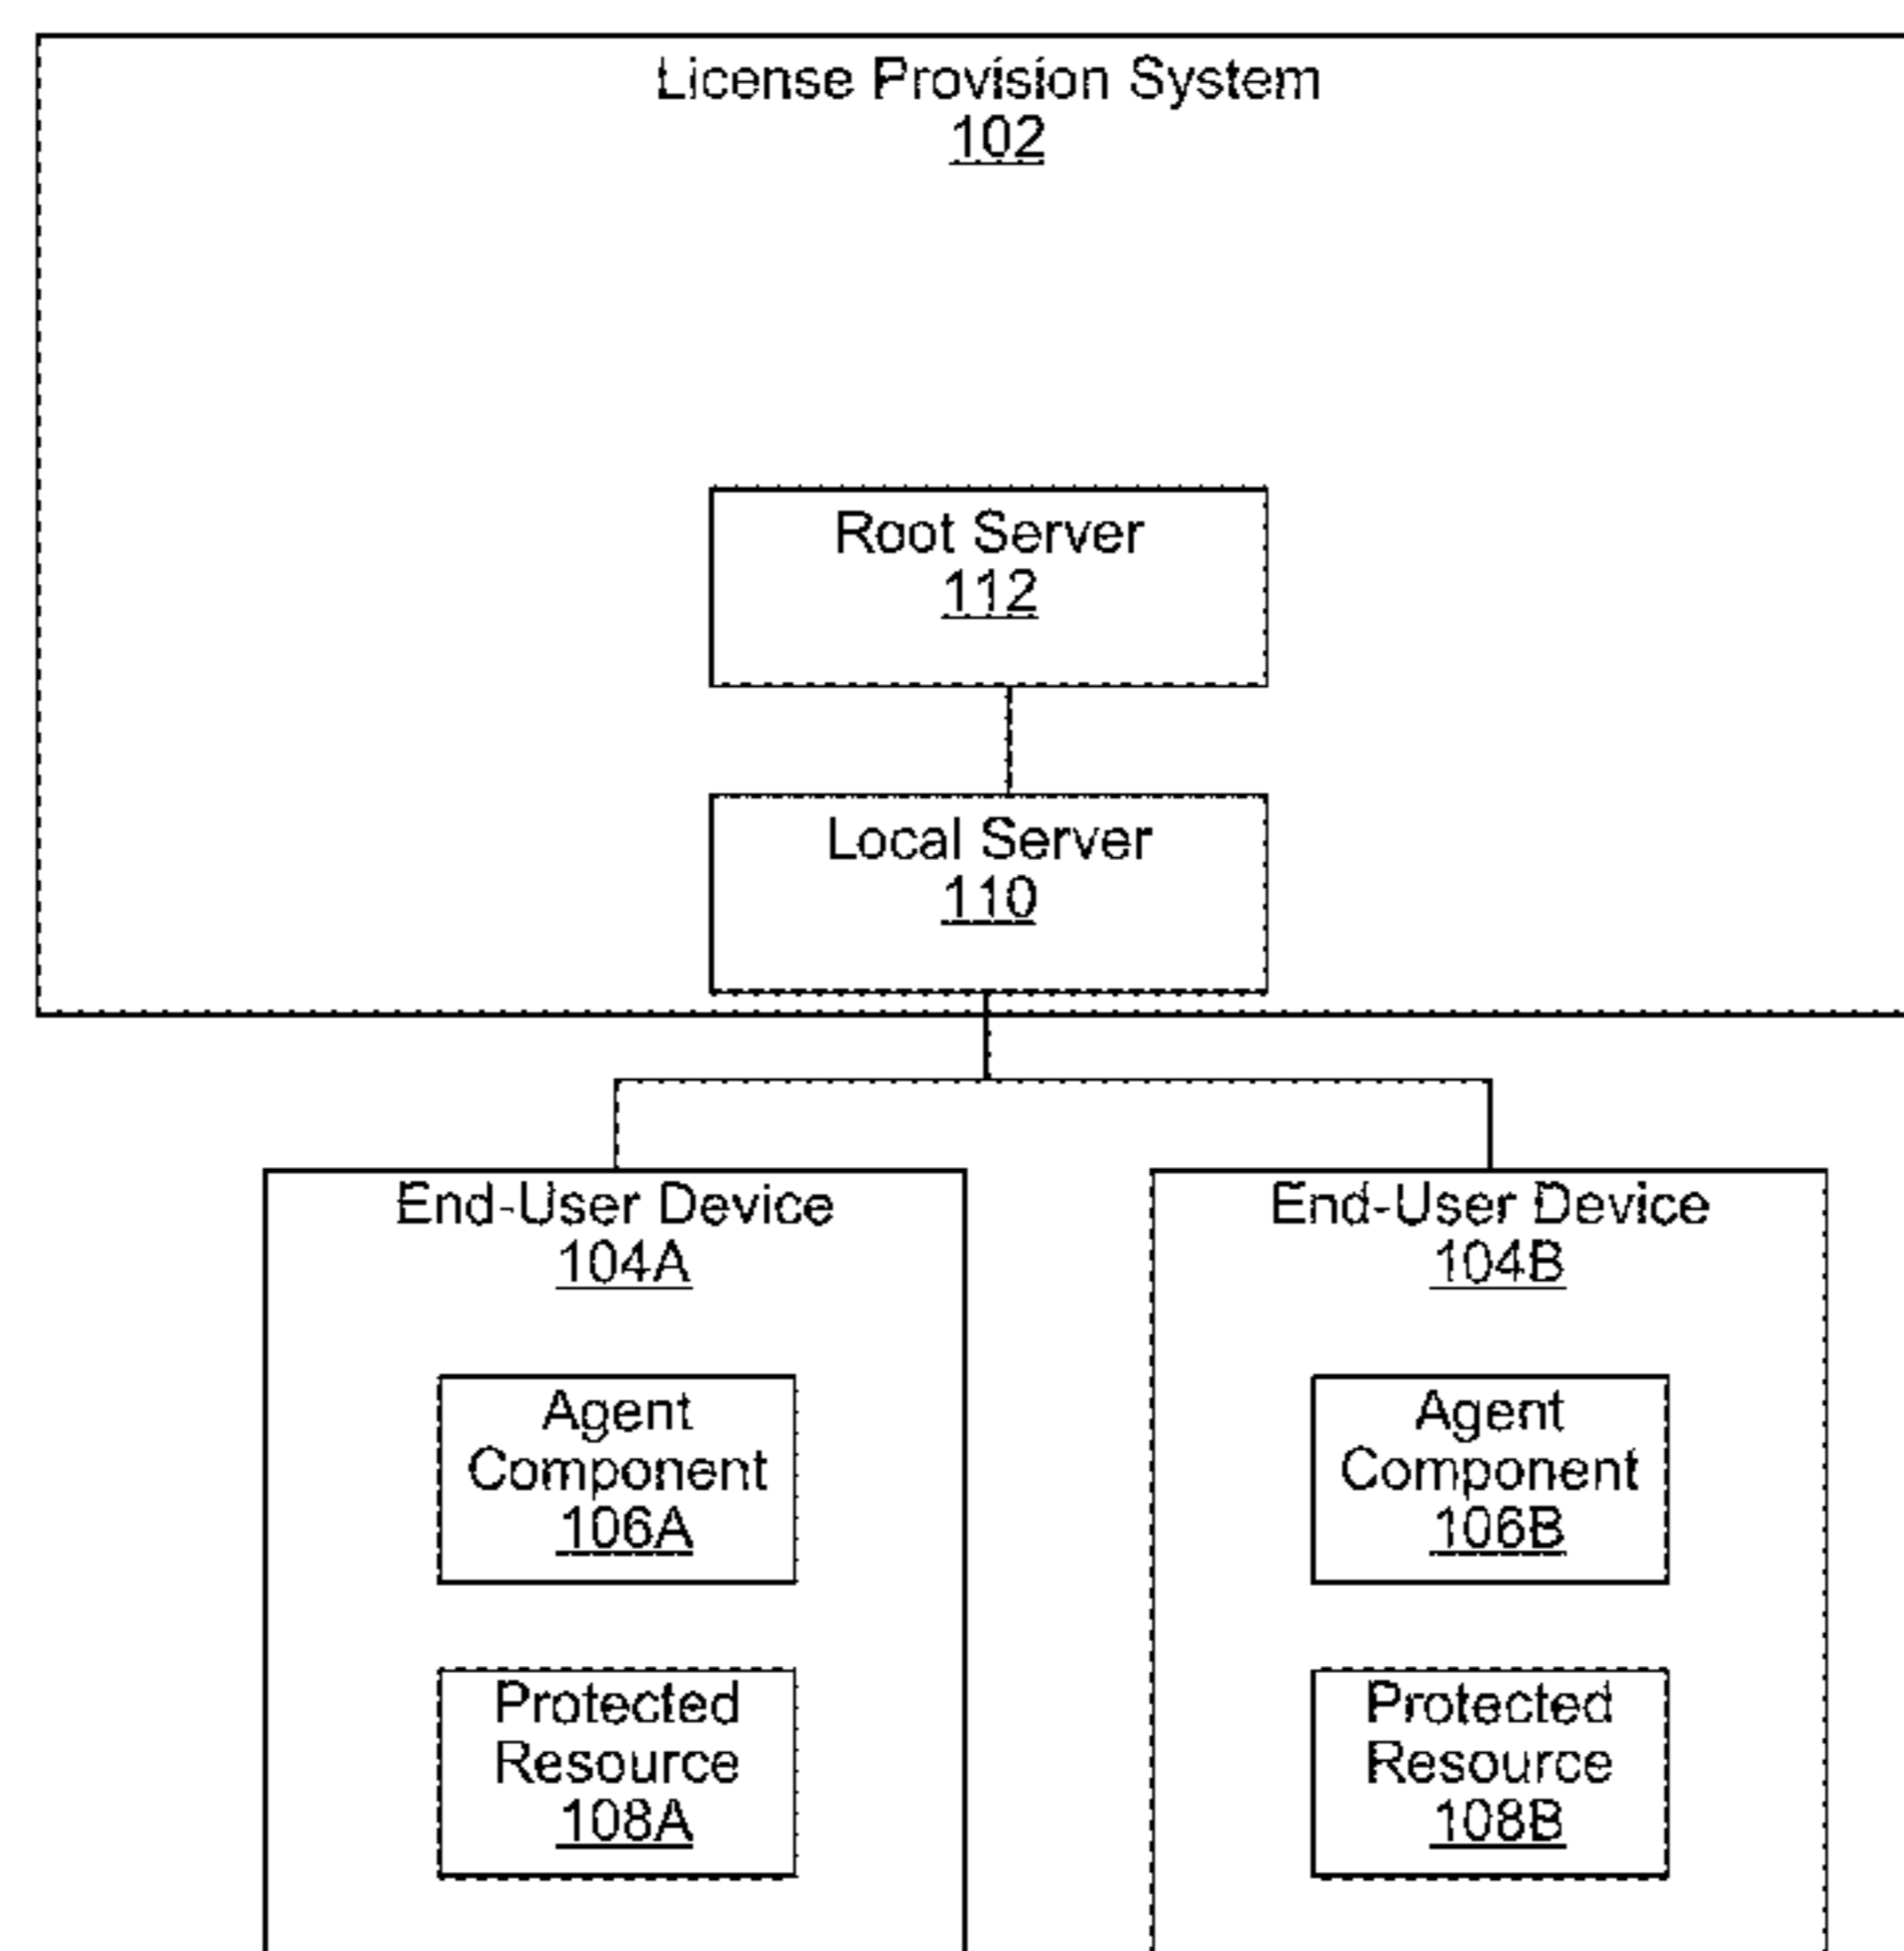 License Provision System
102
Root Server
112
Local Server
110
End-User Device
104A
Agent
Component
106A
Protected
Resource
108A
End-User Device
104B
Agent
Component
106B
Protected
Resource
108B